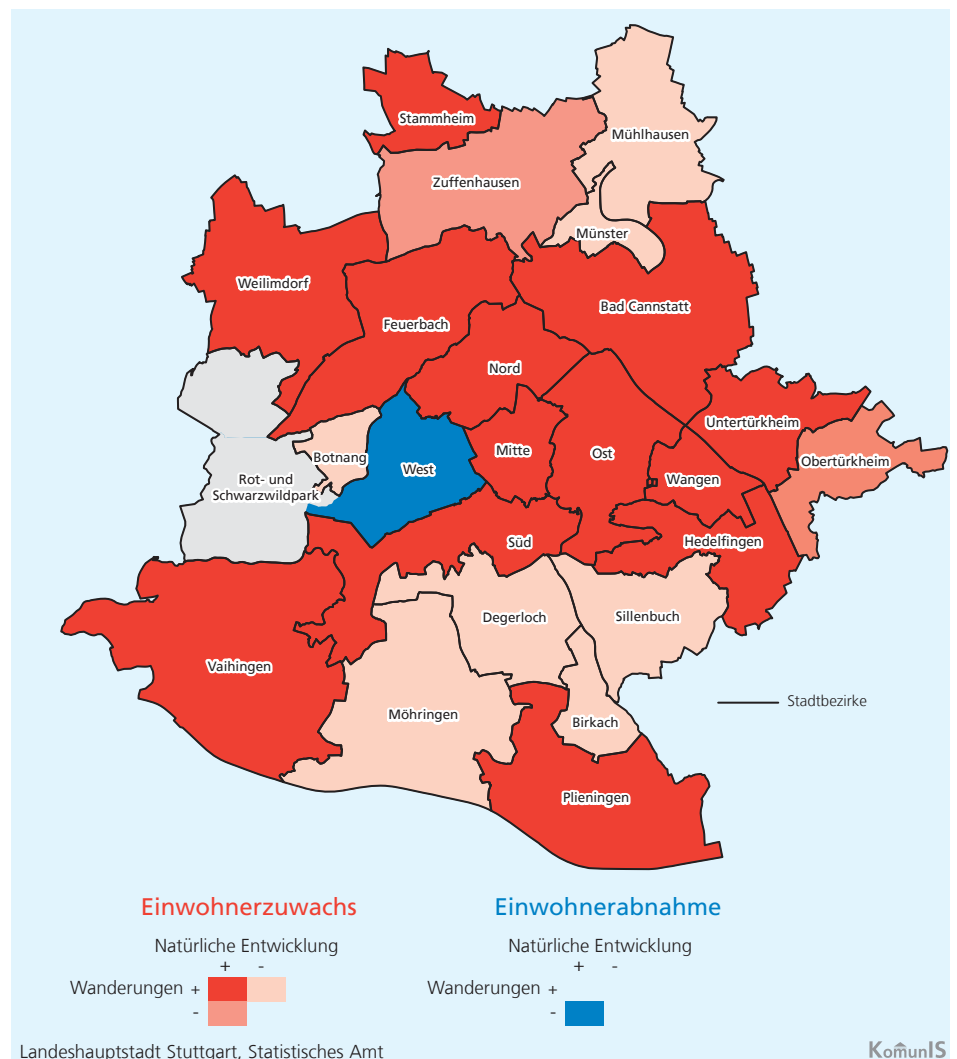 Stammheim
Mühlhausen
Zuffenhausen
Münster
Weilimdorf
Bad Cannstatt
Feuerbach
Nord
Untertürkheim
Mitte
Ost
Botnang
West
Obertürkheim
Wangen
Rot- und
Schwarzwildpark
Süd
Hedelfingen
Degerloch
Sillenbuch
Vaihingen
Stadtbezirke
Möhringen
Birkach
Plieningen
Einwohnerzuwachs
Natürliche Entwicklung
+ -
Wanderungen +
-
Einwohnerabnahme
Natürliche Entwicklung
+ -
Wanderungen +
-
Landeshauptstadt Stuttgart, Statistisches Amt
KomunIS